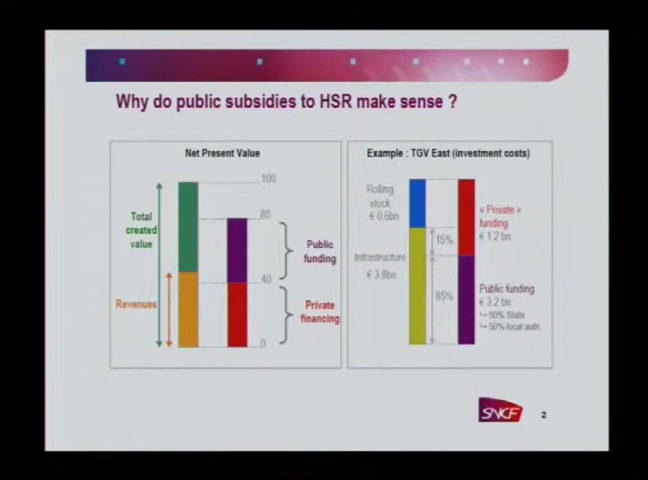 Why do public subsidies to HSR make sense ?
Net Present Value
100
Total
created
value
80
Public
funding
40
Revenues
Private
financing
0
Example : TGV East (investment costs)
Rolling
stock
€ 0.6bn
« Private »
funding
€ 1.2 bn
15%
Infrastructure
€ 3.8bn
85%
Public funding
€ 3.2 bn
↪ 50% State
↪ 50% local auth.
SNCF
2